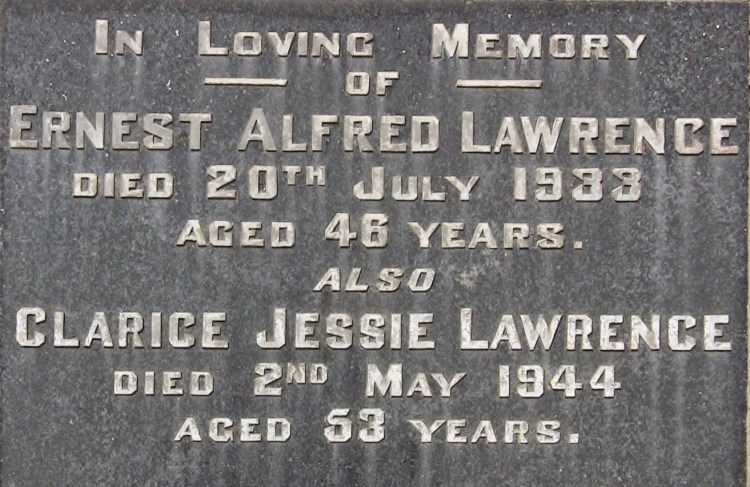 IN LOVING MEMORY
OF
ERNEST ALFRED LAWRENCE
DIED 20TH JULY 1933
AGED 46 YEARS.
ALSO
CLARICE JESSIE LAWRENCE
DIED 2ND MAY 1944
AGED 53 YEARS.